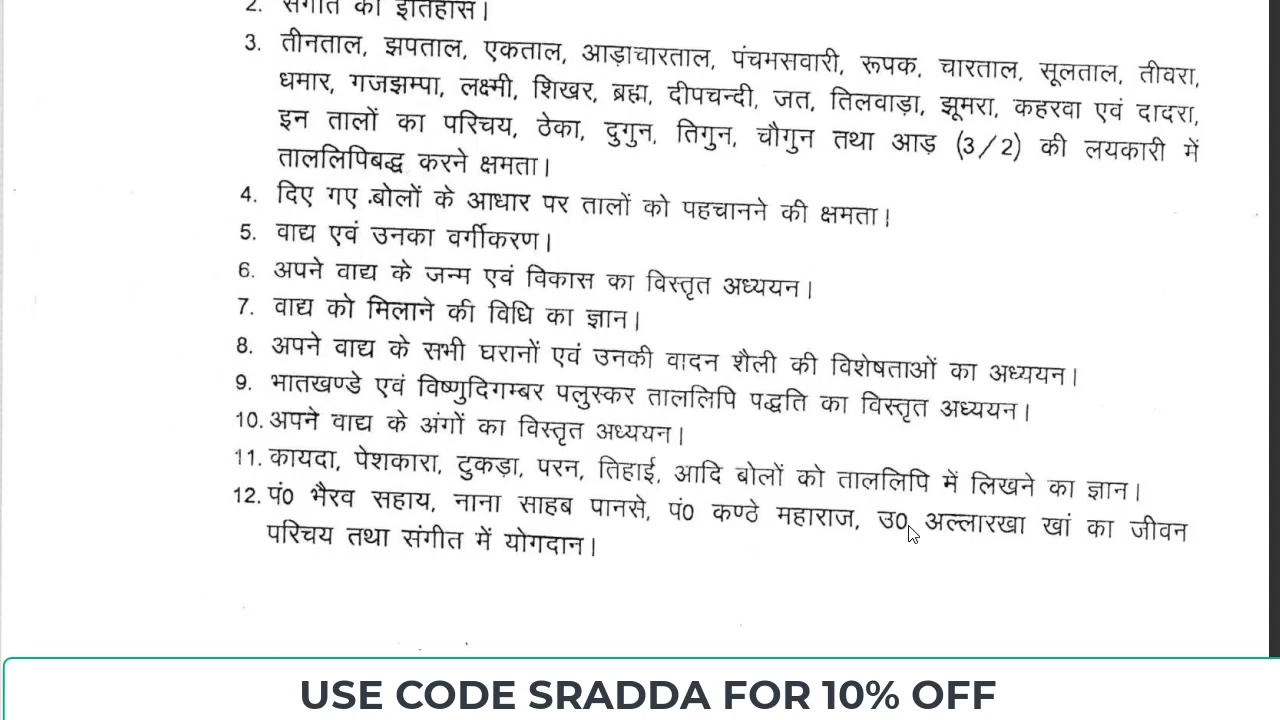 2. संगीत का इतिहास।
3. तीनताल, झपताल, एकताल, आड़ाचारताल, पंचमसवारी, रूपक, चारताल, सूलताल, तीवरा,
धमार, गजझम्पा, लक्ष्मी, शिखर, ब्रह्म, दीपचन्दी, जत, तिलवाड़ा, झूमरा, कहरवा एवं दादरा,
इन तालों का परिचय, ठेका, दुगुन, तिगुन, चौगुन तथा आड़ (3/2) की लयकारी में
ताललिपिबद्ध करने क्षमता।
4. दिए गए बोलों के आधार पर तालों को पहचानने की क्षमता।
5. वाद्य एवं उनका वर्गीकरण।
6. अपने वाद्य के जन्म एवं विकास का विस्तृत अध्ययन।
7. वाद्य को मिलाने की विधि का ज्ञान।
8. अपने वाद्य के सभी घरानों एवं उनकी वादन शैली की विशेषताओं का अध्ययन।
9. भातखण्डे एवं विष्णुदिगम्बर पलुस्कर ताललिपि पद्धति का विस्तृत अध्ययन।
10. अपने वाद्य के अंगों का विस्तृत अध्ययन।
11. कायदा, पेशकारा, टुकड़ा, परन, तिहाई, आदि बोलों को ताललिपि में लिखने का ज्ञान।
12. पं0 भैरव सहाय, नाना साहब पानसे, पं0 कण्ठे महाराज, उ0 अल्लारखा खां का जीवन
परिचय तथा संगीत में योगदान।
USE CODE SRADDA FOR 10% OFF